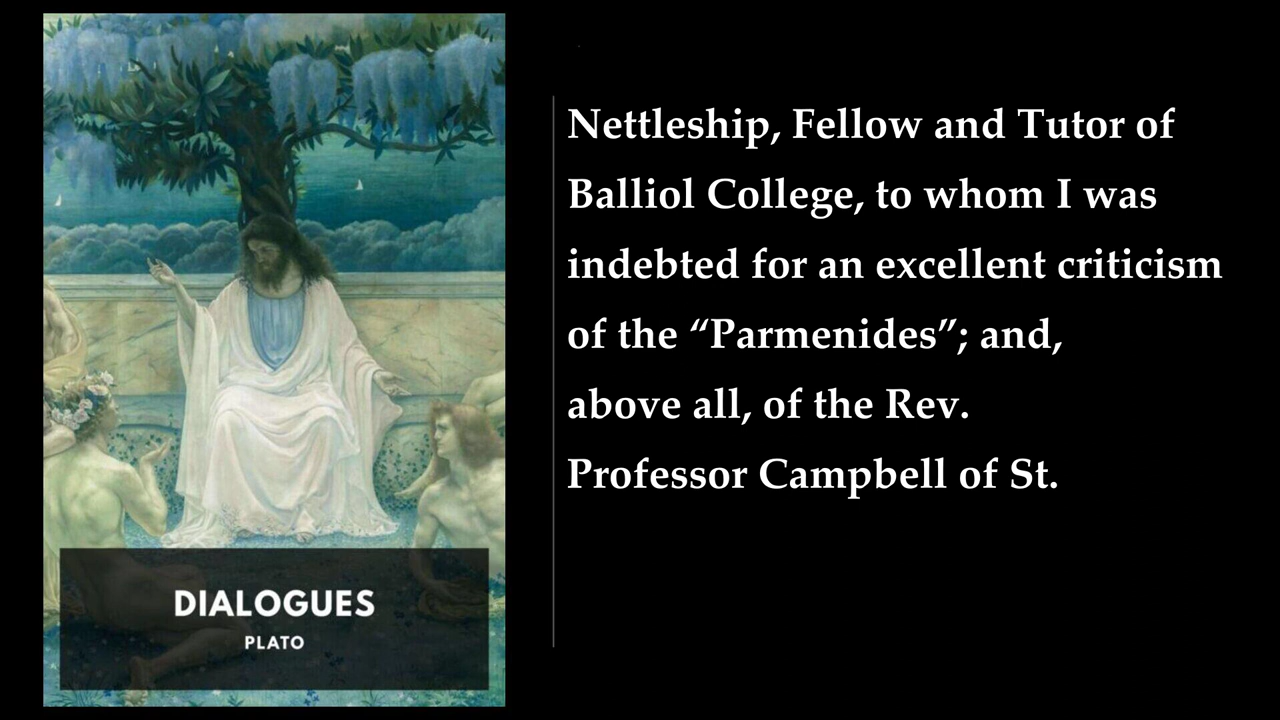 DIALOGUES
PLATO
Nettleship, Fellow and Tutor of
Balliol College, to whom I was
indebted for an excellent criticism
of the “Parmenides”; and,
above all, of the Rev.
Professor Campbell of St.